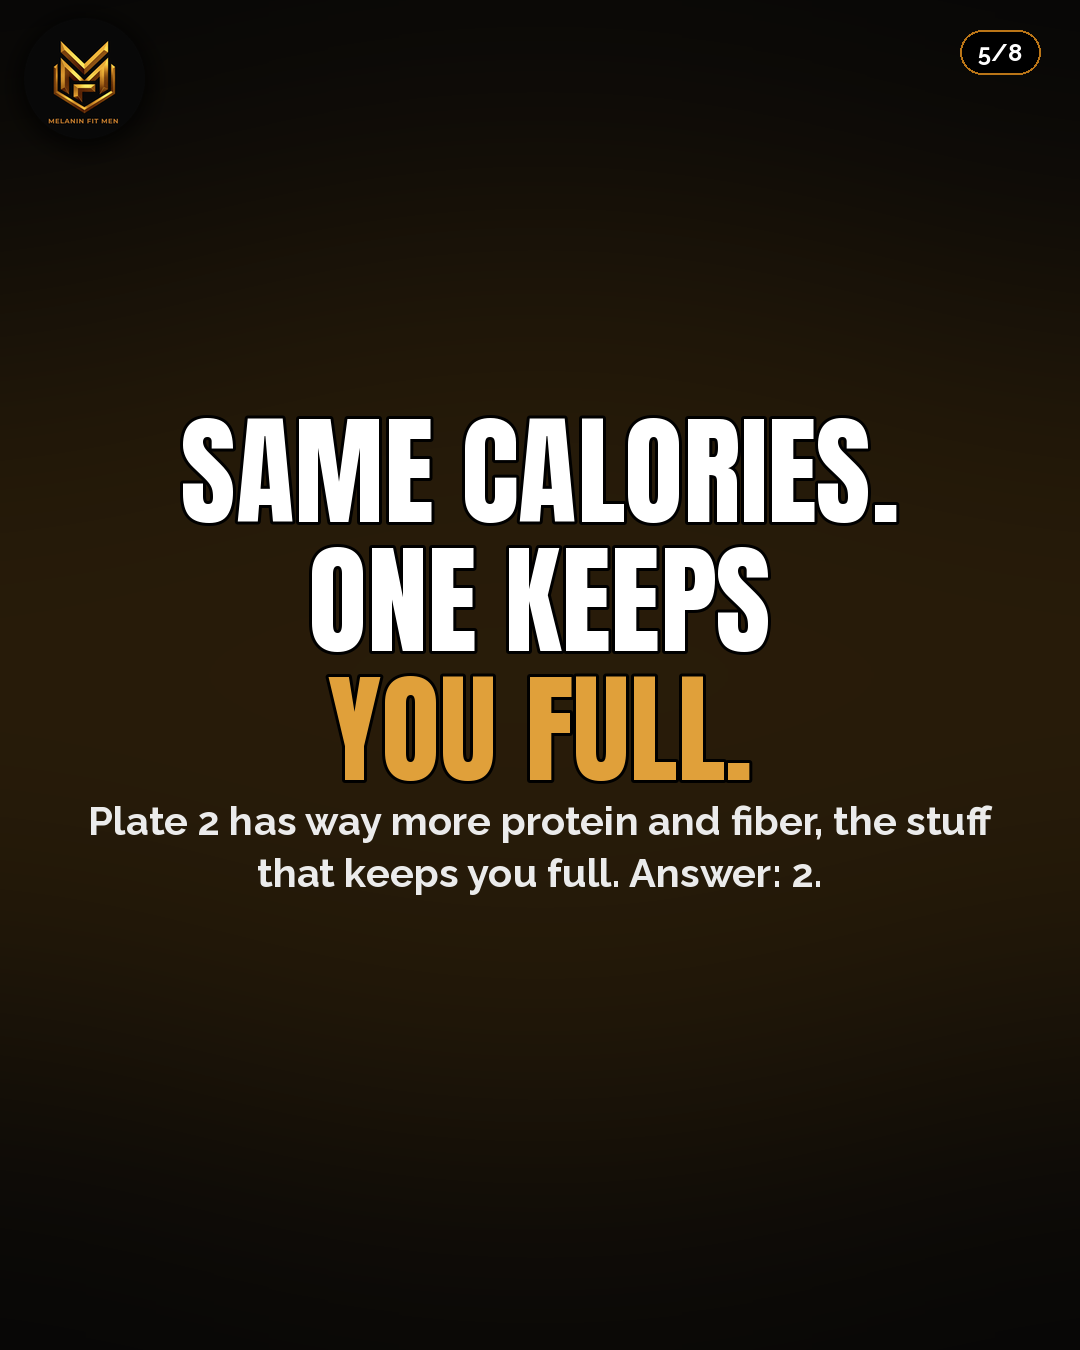 MELANIN FIT MEN
5/8
SAME CALORIES.
ONE KEEPS
YOU FULL.
Plate 2 has way more protein and fiber, the stuff
that keeps you full. Answer: 2.